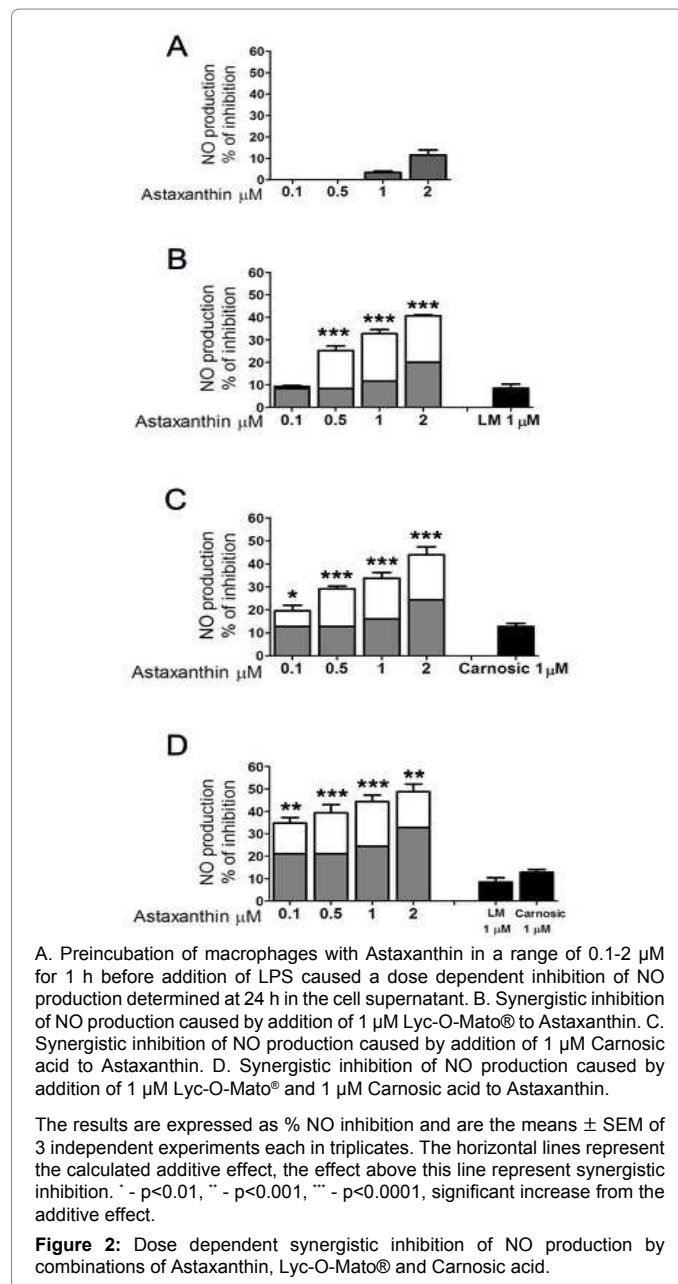 A
NO production
% of inhibition
60
50
40
30
20
10
0
Astaxanthin µM 0.1 0.5 1 2
B
NO production
% of inhibition
60
50
40
30
20
10
0
*** *** ***
Astaxanthin µM 0.1 0.5 1 2 LM 1 µM
C
NO production
% of inhibition
60
50
40
30
20
10
0
* *** *** ***
Astaxanthin µM 0.1 0.5 1 2 Carnosic 1 µM
D
NO production
% of inhibition
60
50
40
30
20
10
0
** *** *** **
Astaxanthin µM 0.1 0.5 1 2 LM Carnosic
1 µM 1 µM
A. Preincubation of macrophages with Astaxanthin in a range of 0.1-2 µM
for 1 h before addition of LPS caused a dose dependent inhibition of NO
production determined at 24 h in the cell supernatant. B. Synergistic inhibition
of NO production caused by addition of 1 µM Lyc-O-Mato® to Astaxanthin. C.
Synergistic inhibition of NO production caused by addition of 1 µM Carnosic
acid to Astaxanthin. D. Synergistic inhibition of NO production caused by
addition of 1 µM Lyc-O-Mato® and 1 µM Carnosic acid to Astaxanthin.
The results are expressed as % NO inhibition and are the means ± SEM of
3 independent experiments each in triplicates. The horizontal lines represent
the calculated additive effect, the effect above this line represent synergistic
inhibition. * - p<0.01, ** - p<0.001, *** - p<0.0001, significant increase from the
additive effect.
Figure 2: Dose dependent synergistic inhibition of NO production by
combinations of Astaxanthin, Lyc-O-Mato® and Carnosic acid.